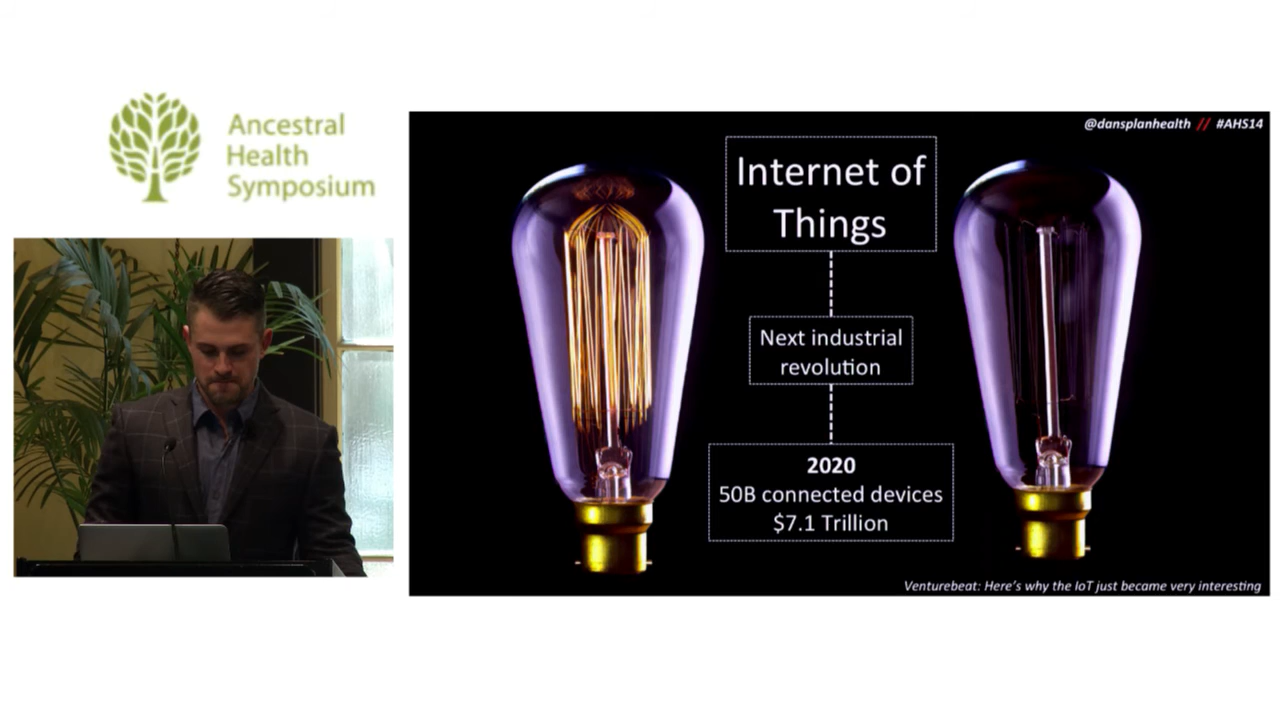 Ancestral
Health
Symposium
@dansplanhealth // #AHS14
Internet of
Things
Next industrial
revolution
2020
50B connected devices
$7.1 Trillion
Venturebeat: Here's why the IoT just became very interesting